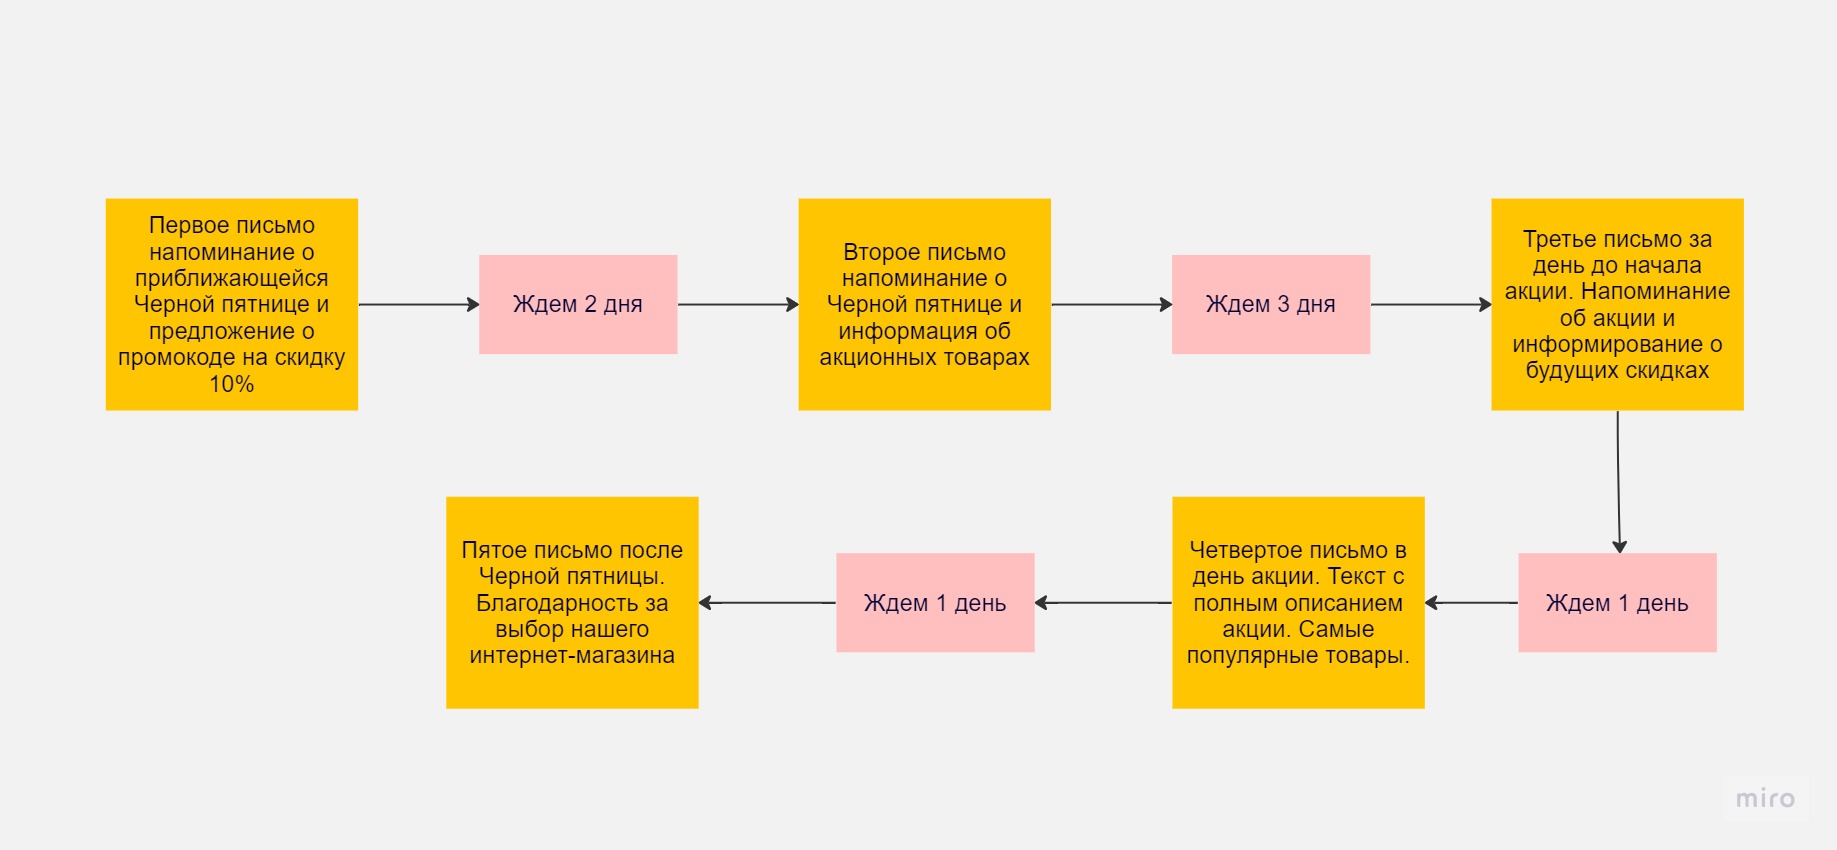 Первое письмо
напоминание о
приближающейся
Черной пятнице и
предложение о
промокоде на скидку
10%
Ждем 2 дня
Второе письмо
напоминание о
Черной пятнице и
информация об
акционных товарах
Ждем 3 дня
Третье письмо за
день до начала
акции. Напоминание
об акции и
информирование о
будущих скидках
Ждем 1 день
Четвертое письмо в
день акции. Текст с
полным описанием
акции. Самые
популярные товары.
Ждем 1 день
Пятое письмо после
Черной пятницы.
Благодарность за
выбор нашего
интернет-магазина
miro